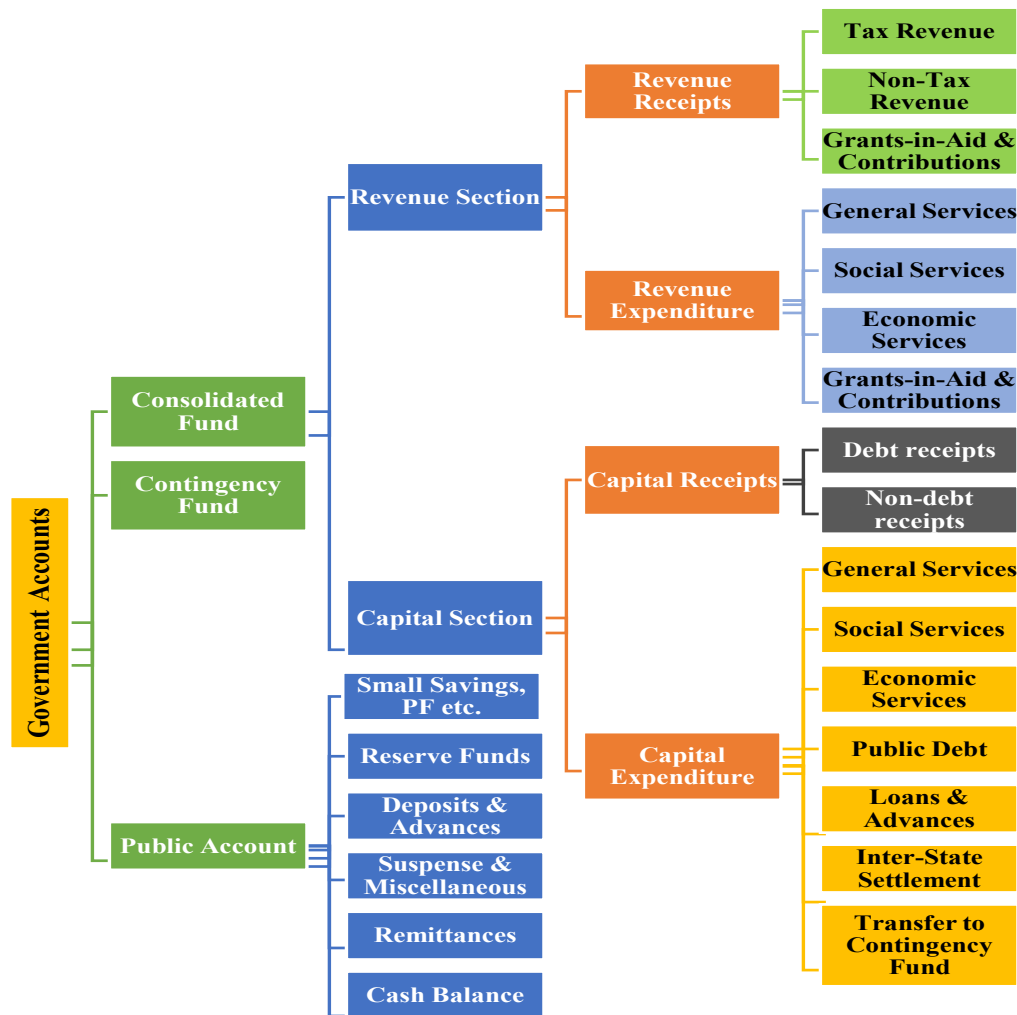 Government Accounts
Consolidated
Fund
Contingency
Fund
Public Account
Revenue Section
Capital Section
Small Savings,
PF etc.
Reserve Funds
Deposits &
Advances
Suspense &
Miscellaneous
Remittances
Cash Balance
Revenue
Receipts
Revenue
Expenditure
Capital Receipts
Capital
Expenditure
Tax Revenue
Non-Tax
Revenue
Grants-in-Aid &
Contributions
General Services
Social Services
Economic
Services
Grants-in-Aid &
Contributions
Debt receipts
Non-debt
receipts
General Services
Social Services
Economic
Services
Public Debt
Loans &
Advances
Inter-State
Settlement
Transfer to
Contingency
Fund